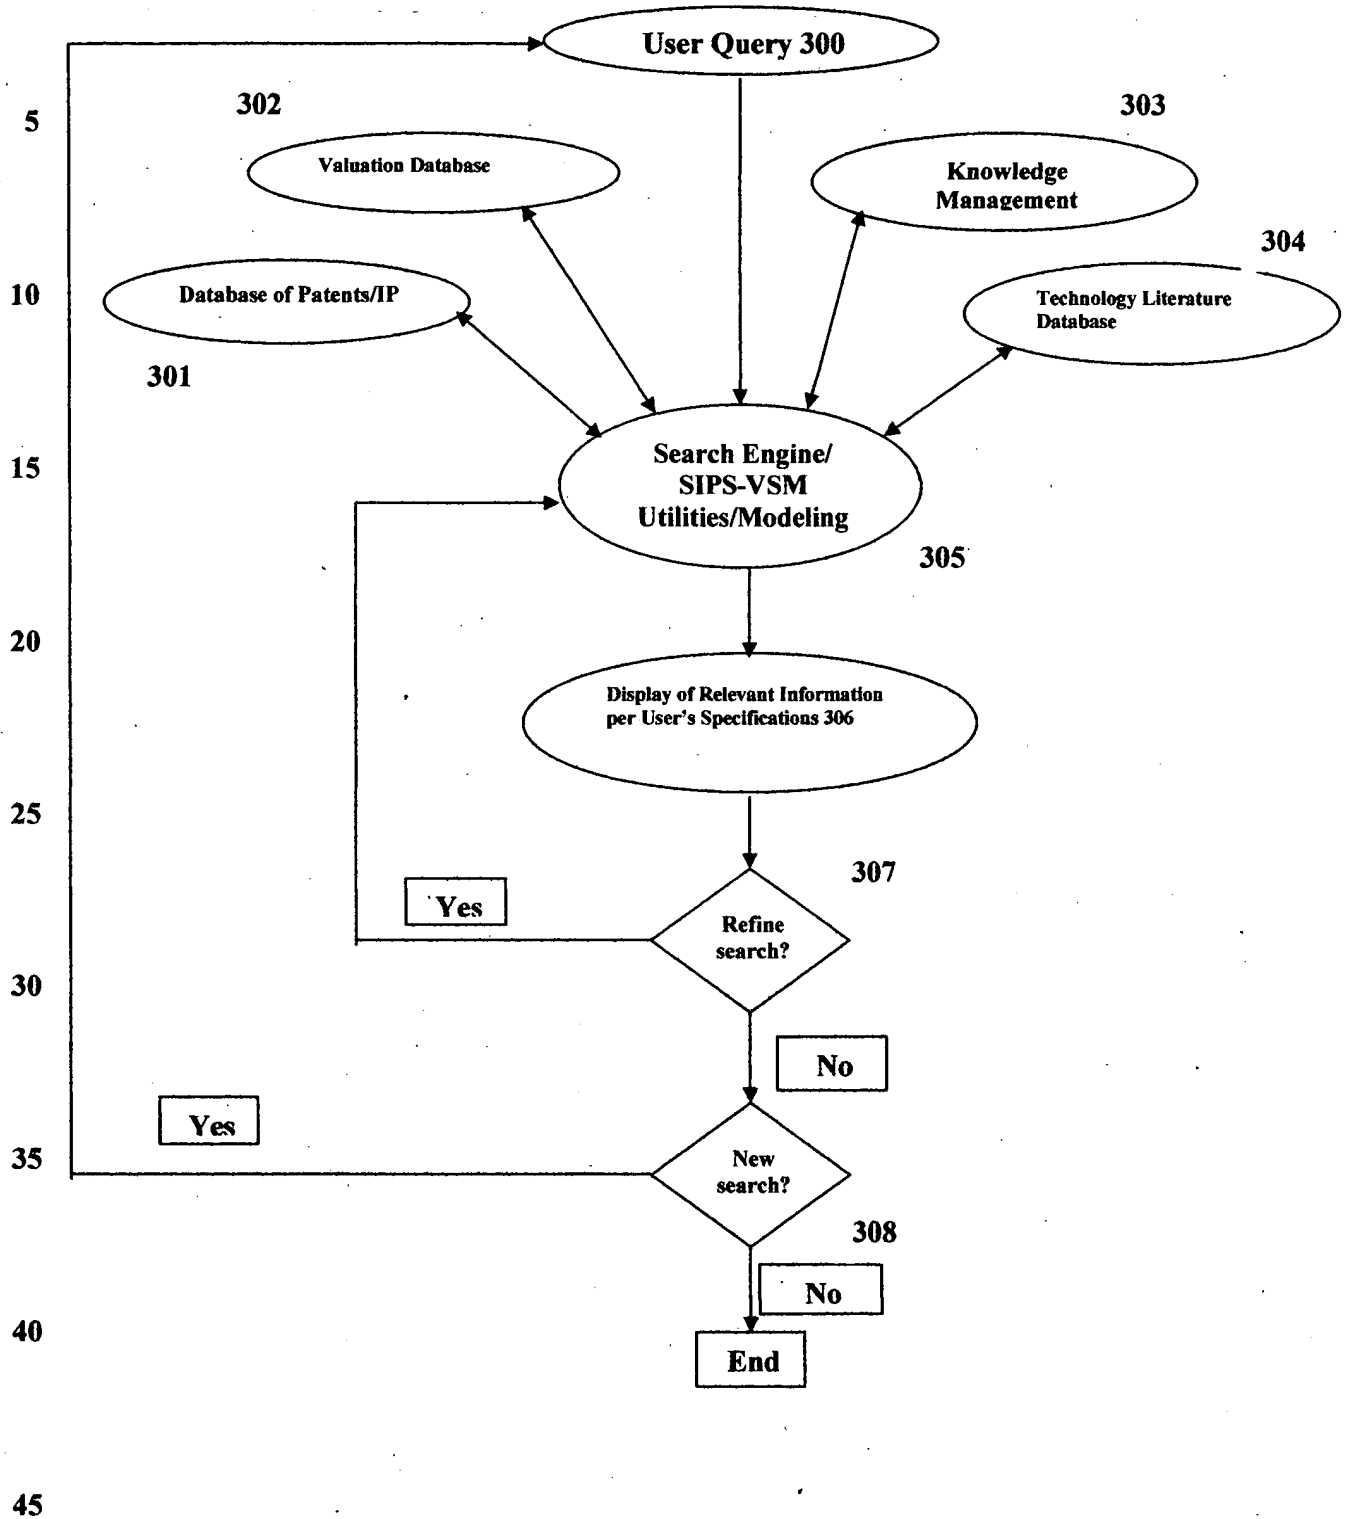 User Query 300
302
303
5
Valuation Database
Knowledge
Management
304
10
Database of Patents/IP
Technology Literature
Database
301
15
Search Engine/
SIPS-VSM
Utilities/Modeling
305
20
Display of Relevant Information
per User's Specifications 306
25
307
Yes
Refine
search?
30
No
Yes
35
New
search?
308
No
40
End
45